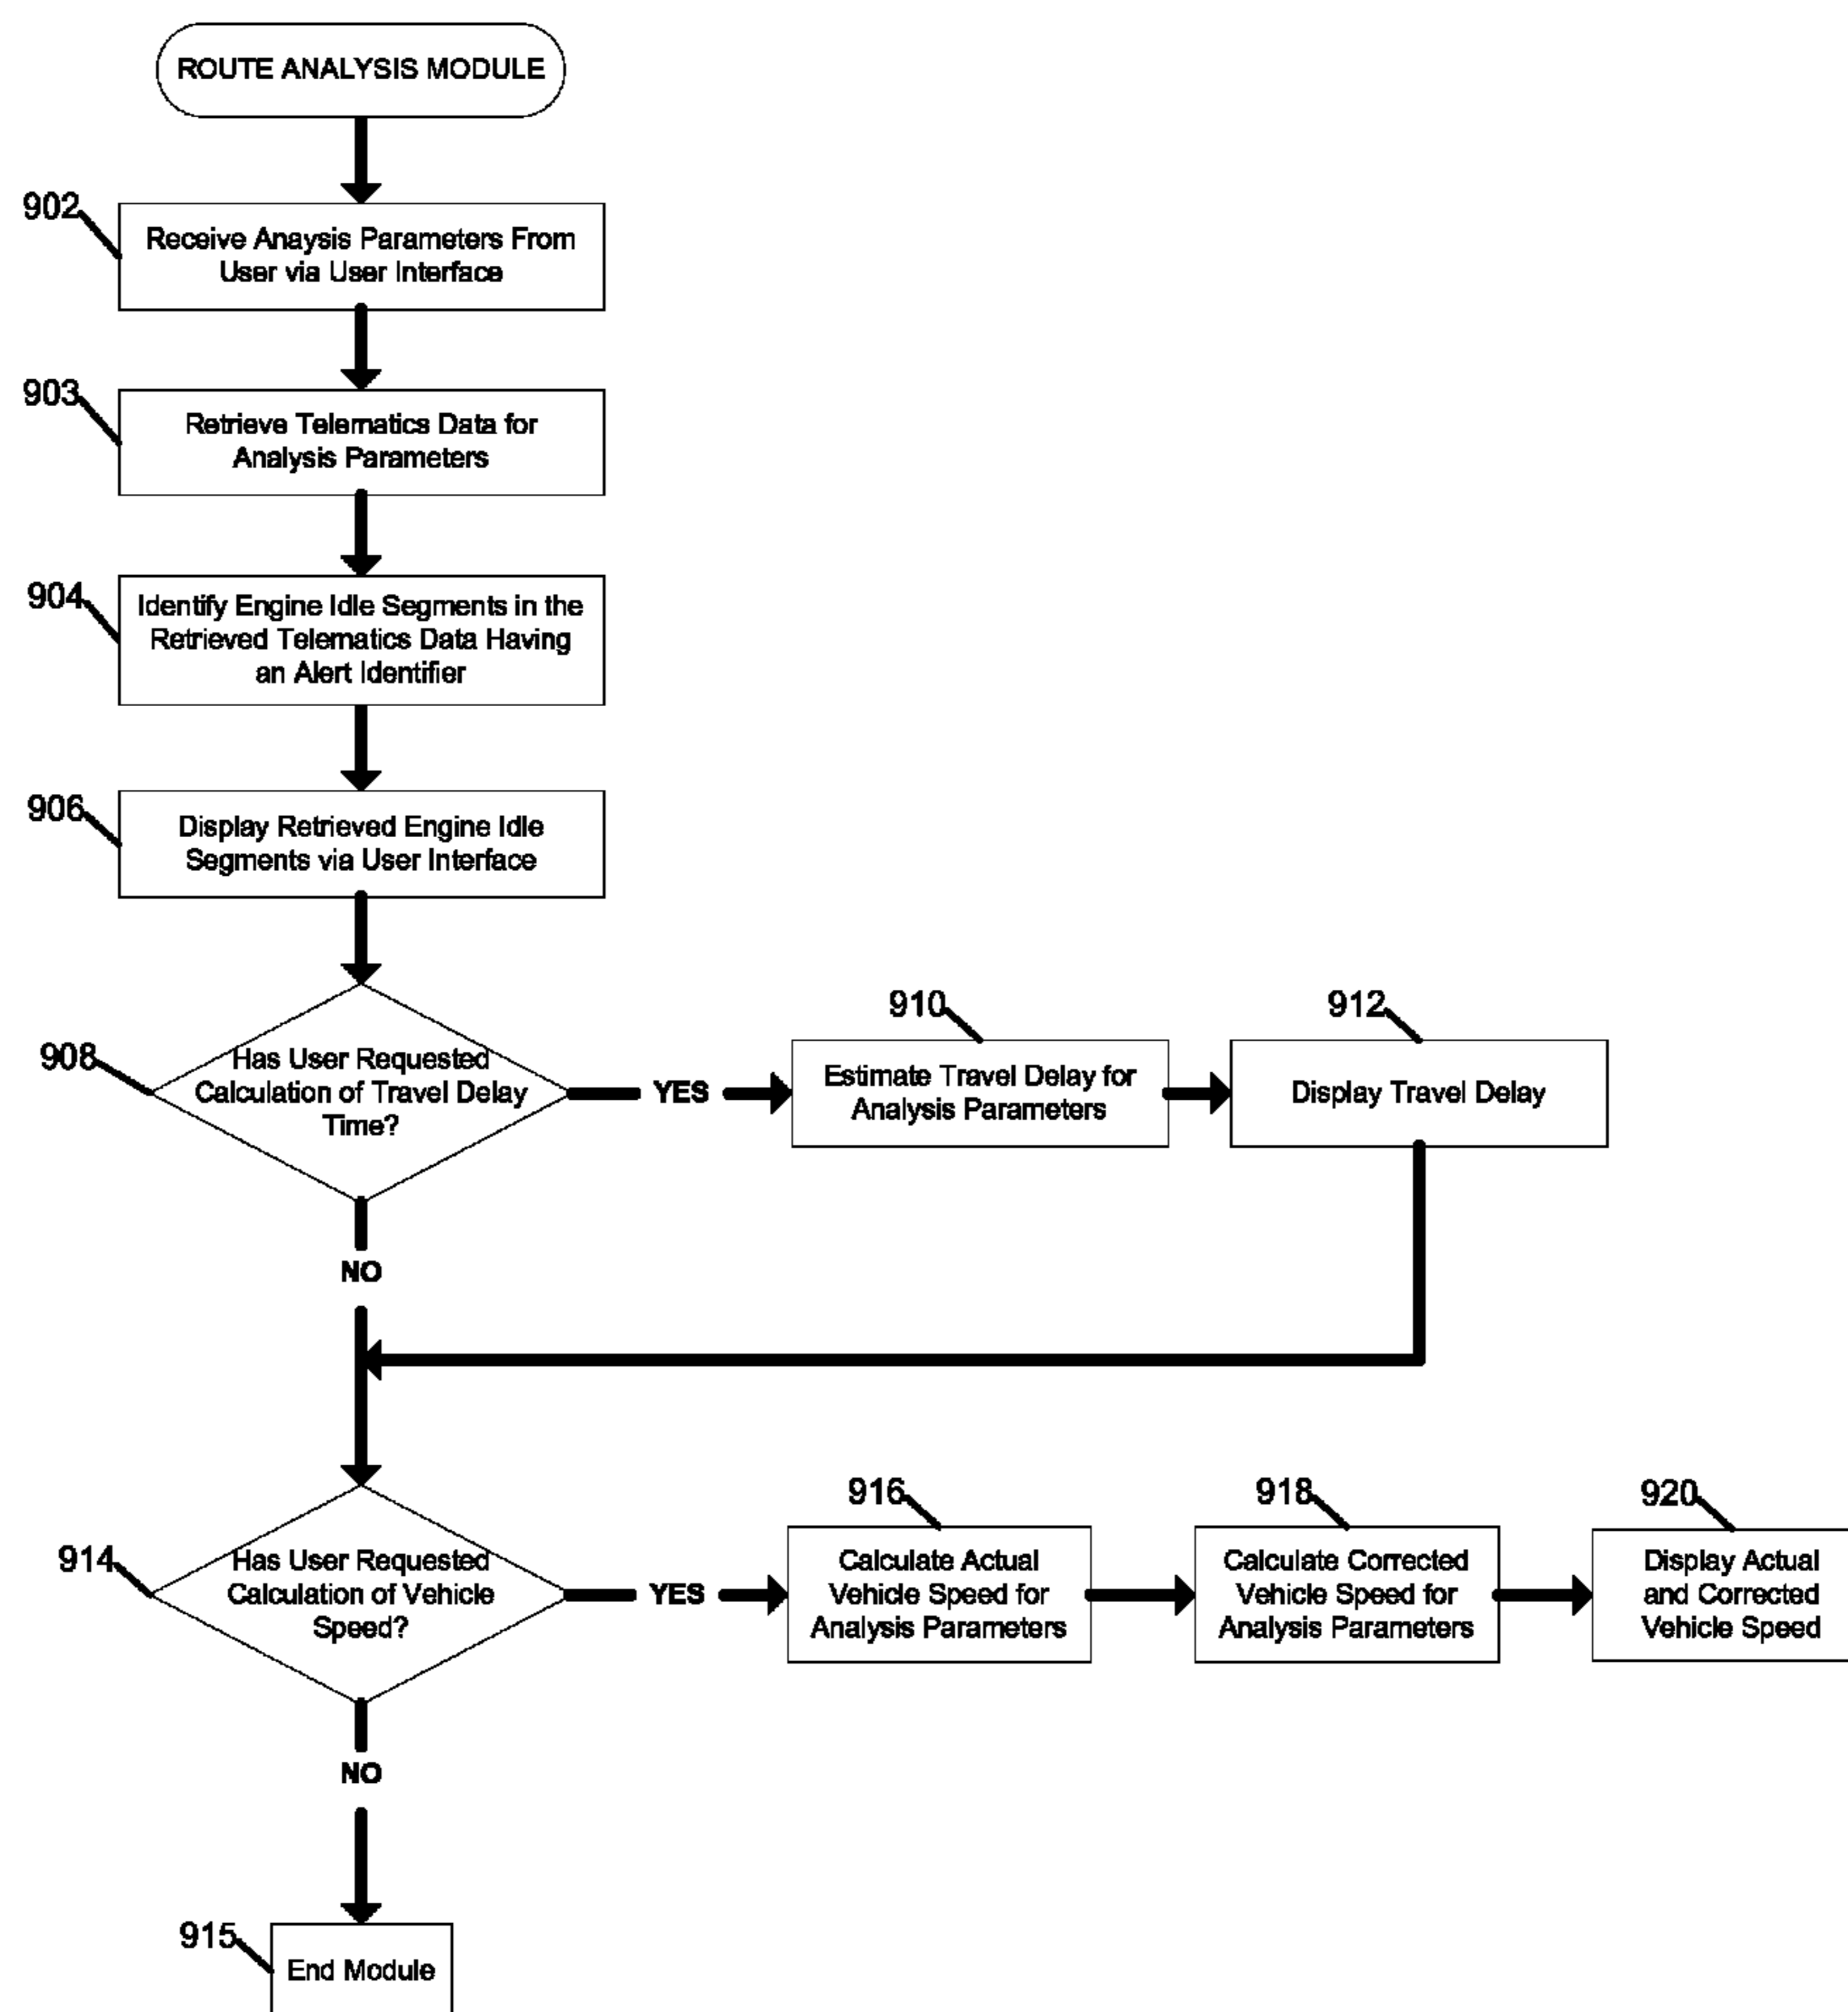 ROUTE ANALYSIS MODULE
902
Receive Anaysis Parameters From
User via User Interface
903
Retrieve Telematics Data for
Analysis Parameters
904
Identify Engine Idle Segments in the
Retrieved Telematics Data Having
an Alert Identifier
906
Display Retrieved Engine Idle
Segments via User Interface
908
Has User Requested
Calculation of Travel Delay
Time?
YES
910
Estimate Travel Delay for
Analysis Parameters
912
Display Travel Delay
NO
914
Has User Requested
Calculation of Vehicle
Speed?
YES
916
Calculate Actual
Vehicle Speed for
Analysis Parameters
918
Calculate Corrected
Vehicle Speed for
Analysis Parameters
920
Display Actual
and Corrected
Vehicle Speed
NO
915
End Module